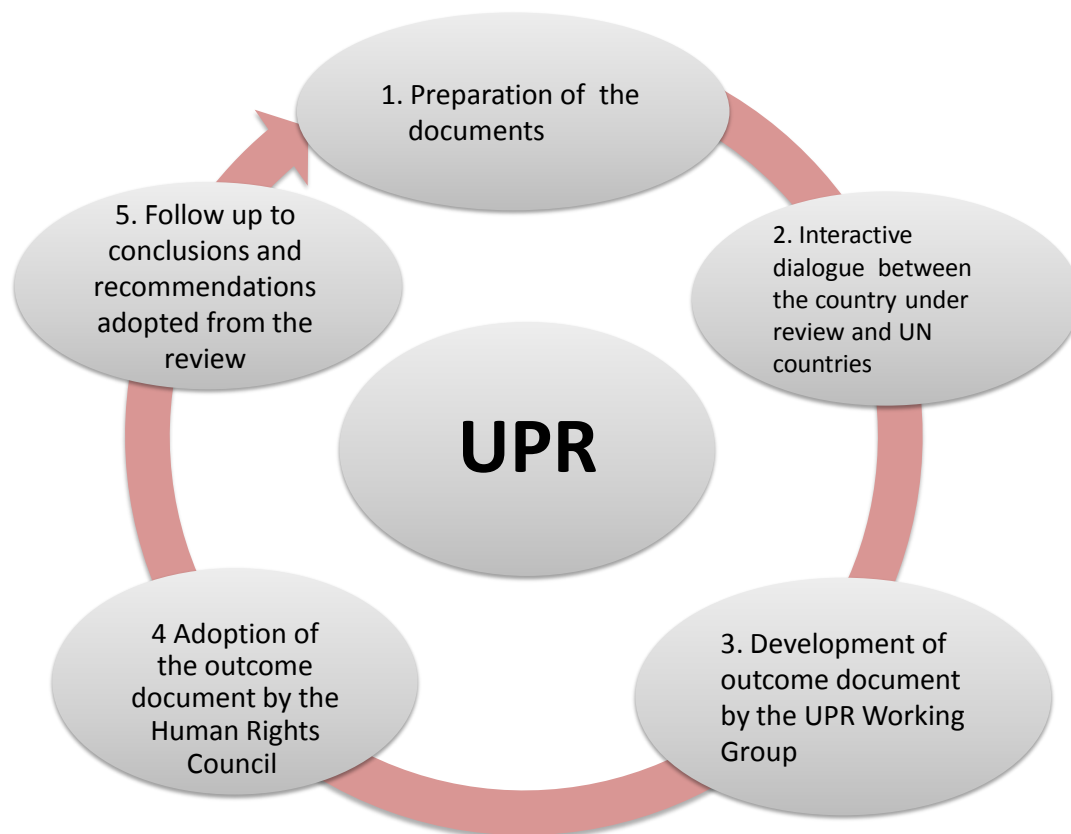 1. Preparation of the
documents
2. Interactive
dialogue between
the country under
review and UN
countries
3. Development of
outcome document
by the UPR Working
Group
4 Adoption of
the outcome
document by the
Human Rights
Council
5. Follow up to
conclusions and
recommendations
adopted from the
review
UPR